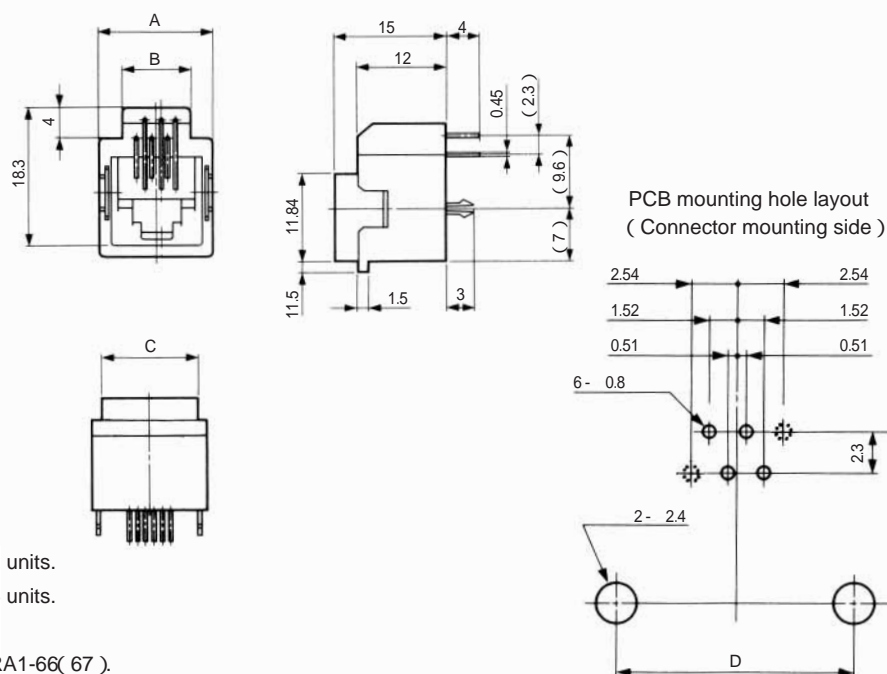 A
B
4
18.3
15
4
12
0.45
( 2.3 )
( 9.6 )
( 7 )
11.84
11.5
1.5
3
PCB mounting hole layout
( Connector mounting side )
2.54
2.54
1.52
1.52
0.51
0.51
6- 0.8
2.3
2- 2.4
D
C
units.
units.
RA1-66( 67 ).